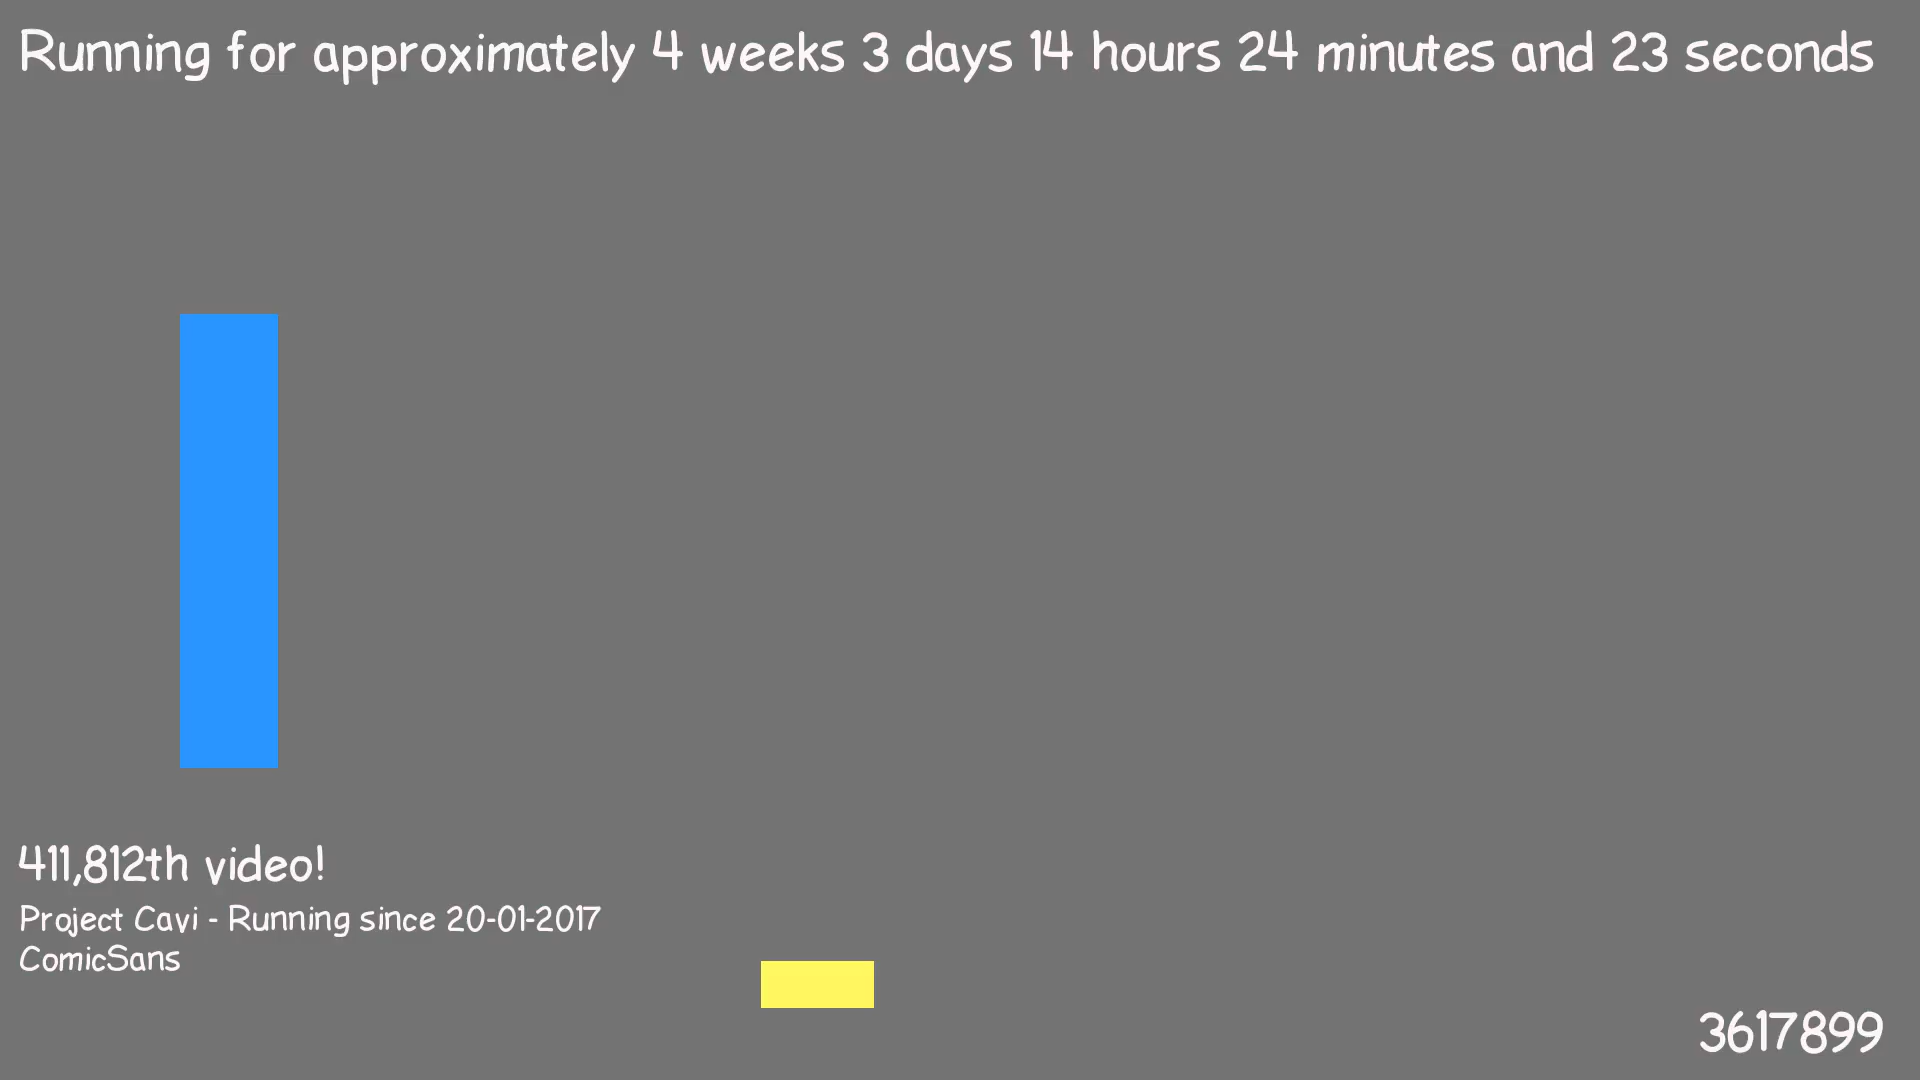 Running for approximately 4 weeks 3 days 14 hours 24 minutes and 23 seconds
411,812th video!
Project Cavi - Running since 20-01-2017
ComicSans
3617899